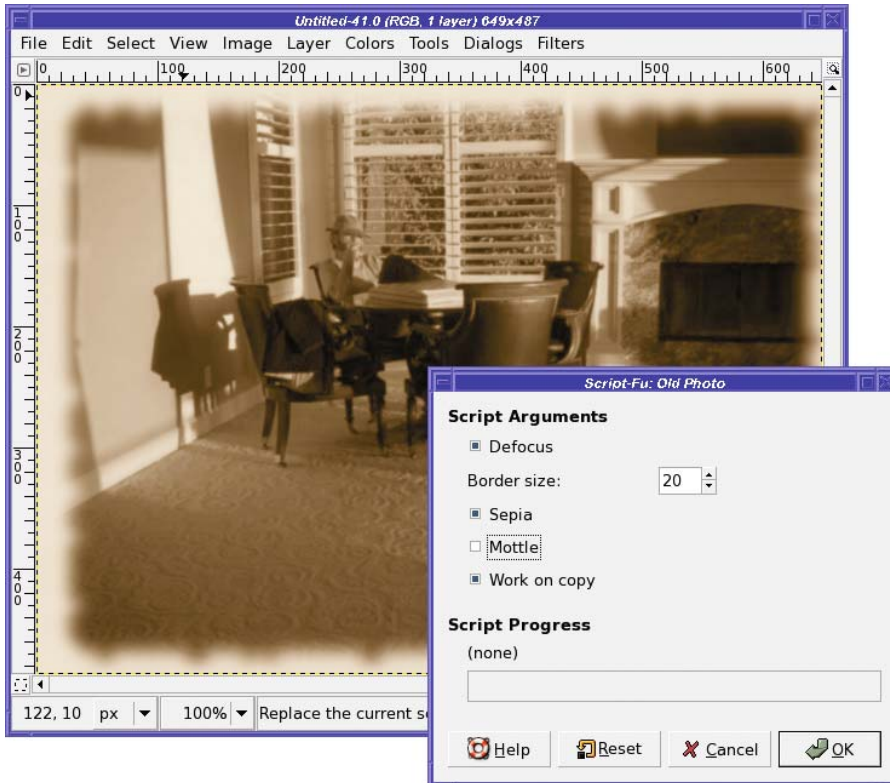 Untitled-41.0 (RGB, 1 layer) 649x487
File Edit Select View Image Layer Colors Tools Dialogs Filters
0 100 200 300 400 500 600
0
100
200
300
400
122, 10 px 100% Replace the current s
Script-Fu: Old Photo
Script Arguments
Defocus
Border size: 20
Sepia
Mottle
Work on copy
Script Progress
(none)
Help Reset Cancel OK